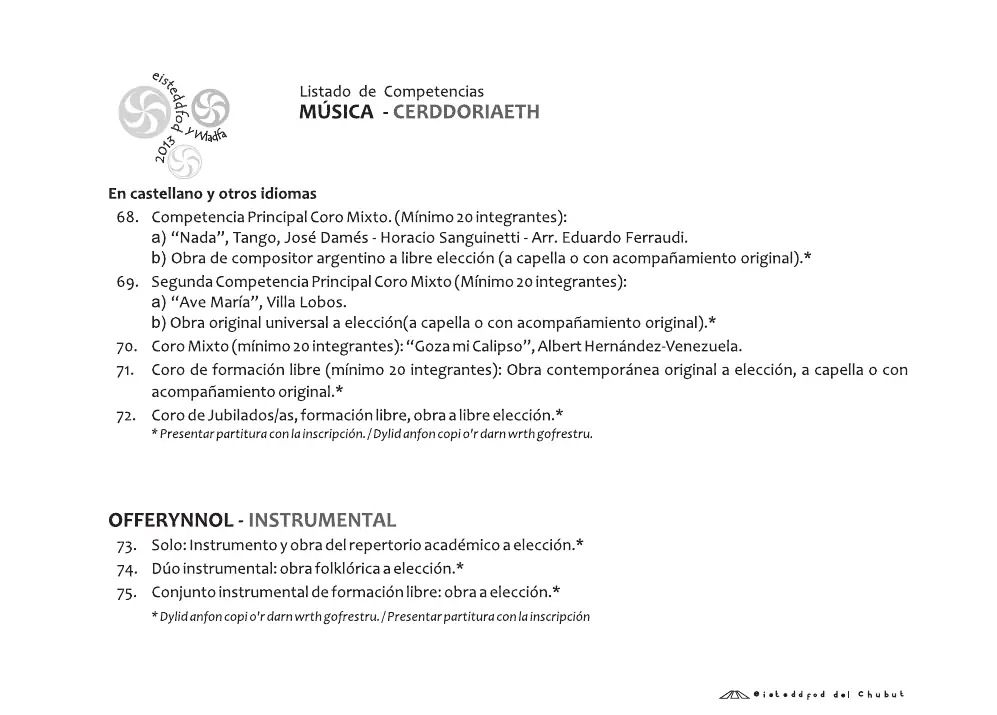 eisteddfod
y Wladfa
2013
Listado de Competencias
MÚSICA - CERDDORIAETH
En castellano y otros idiomas
68. Competencia Principal Coro Mixto. (Mínimo 20 integrantes):
a) “Nada”, Tango, José Damés - Horacio Sanguinetti - Arr. Eduardo Ferraudi.
b) Obra de compositor argentino a libre elección (a capella o con acompañamiento original).*
69. Segunda Competencia Principal Coro Mixto (Mínimo 20 integrantes):
a) “Ave María”, Villa Lobos.
b) Obra original universal a elección(a capella o con acompañamiento original).*
70. Coro Mixto (mínimo 20 integrantes): “Goza mi Calipso”, Albert Hernández-Venezuela.
71. Coro de formación libre (mínimo 20 integrantes): Obra contemporánea original a elección, a capella o con
acompañamiento original.*
72. Coro de Jubilados/as, formación libre, obra a libre elección.*
* Presentar partitura con la inscripción. / Dylid anfon copi o'r darn wrth gofrestru.
OFFERYNNOL - INSTRUMENTAL
73. Solo: Instrumento y obra del repertorio académico a elección.*
74. Dúo instrumental: obra folklórica a elección.*
75. Conjunto instrumental de formación libre: obra a elección.*
* Dylid anfon copi o'r darn wrth gofrestru. / Presentar partitura con la inscripción
eisteddfod del Chubut